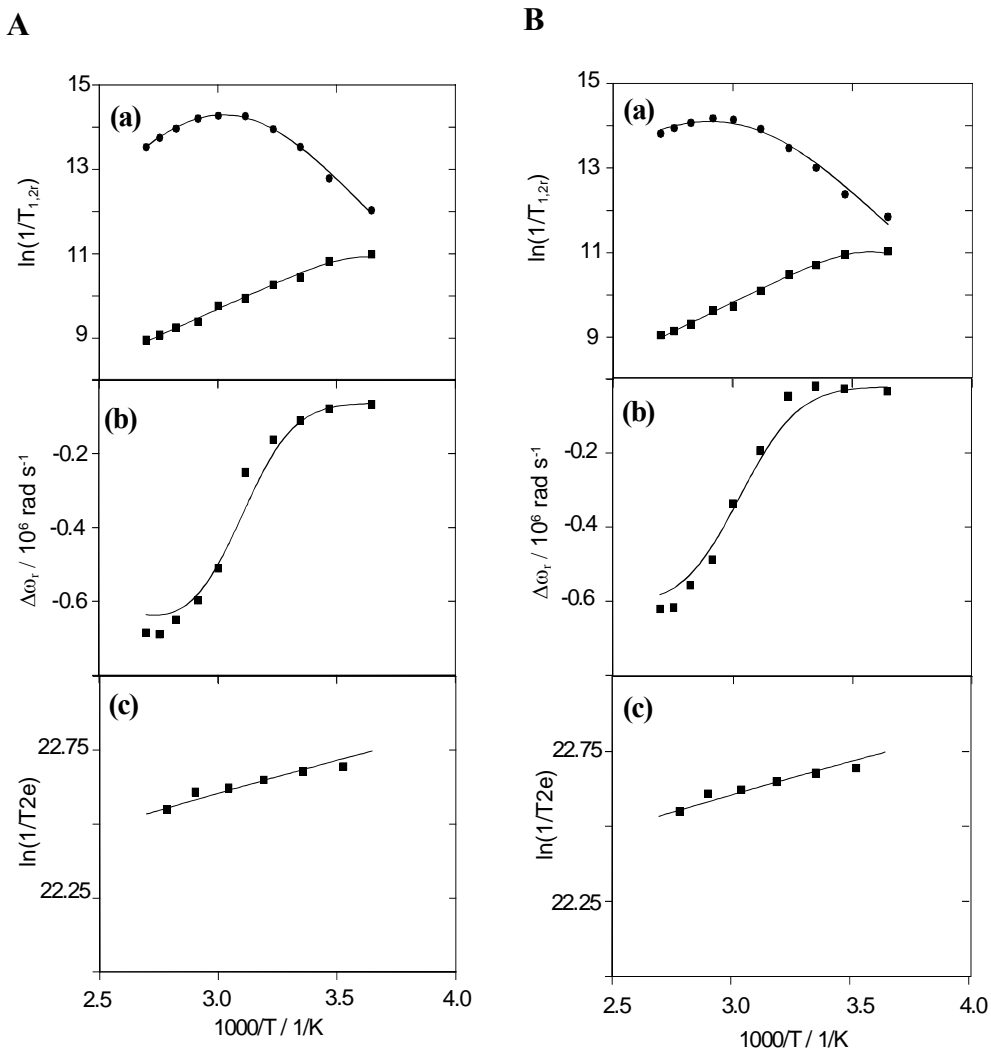 A
(a)
15
13
11
9
ln(1/T1,2r)
(b)
-0.2
-0.4
-0.6
Δωr / 10⁶ rad s⁻¹
(c)
22.75
22.25
ln(1/T2e)
2.5 3.0 3.5 4.0
1000/T / 1/K
B
(a)
15
13
11
9
ln(1/T1,2r)
(b)
-0.2
-0.4
-0.6
Δωr / 10⁶ rad s⁻¹
(c)
22.75
22.25
ln(1/T2e)
2.5 3.0 3.5 4.0
1000/T / 1/K